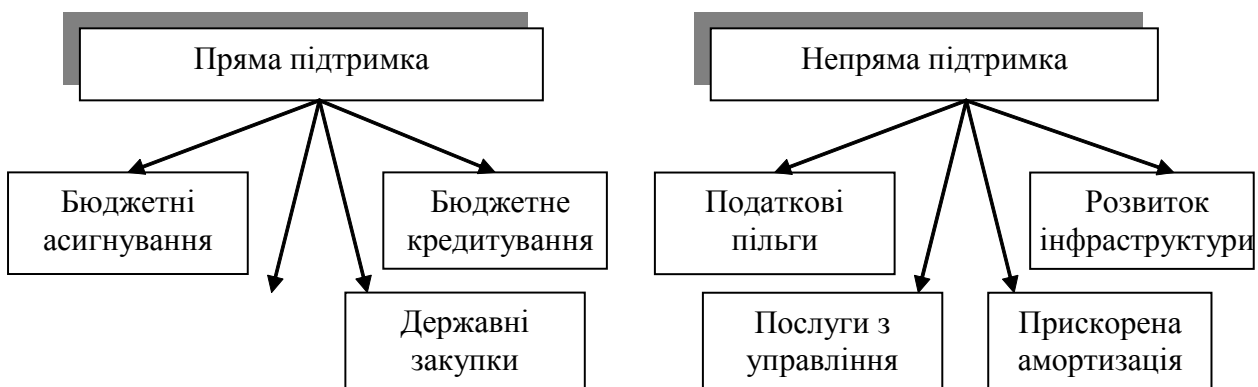 Пряма підтримка
Непряма підтримка
Бюджетні
асигнування
Бюджетне
кредитування
Податкові
пільги
Розвиток
інфраструктури
Державні
закупки
Послуги з
управління
Прискорена
амортизація